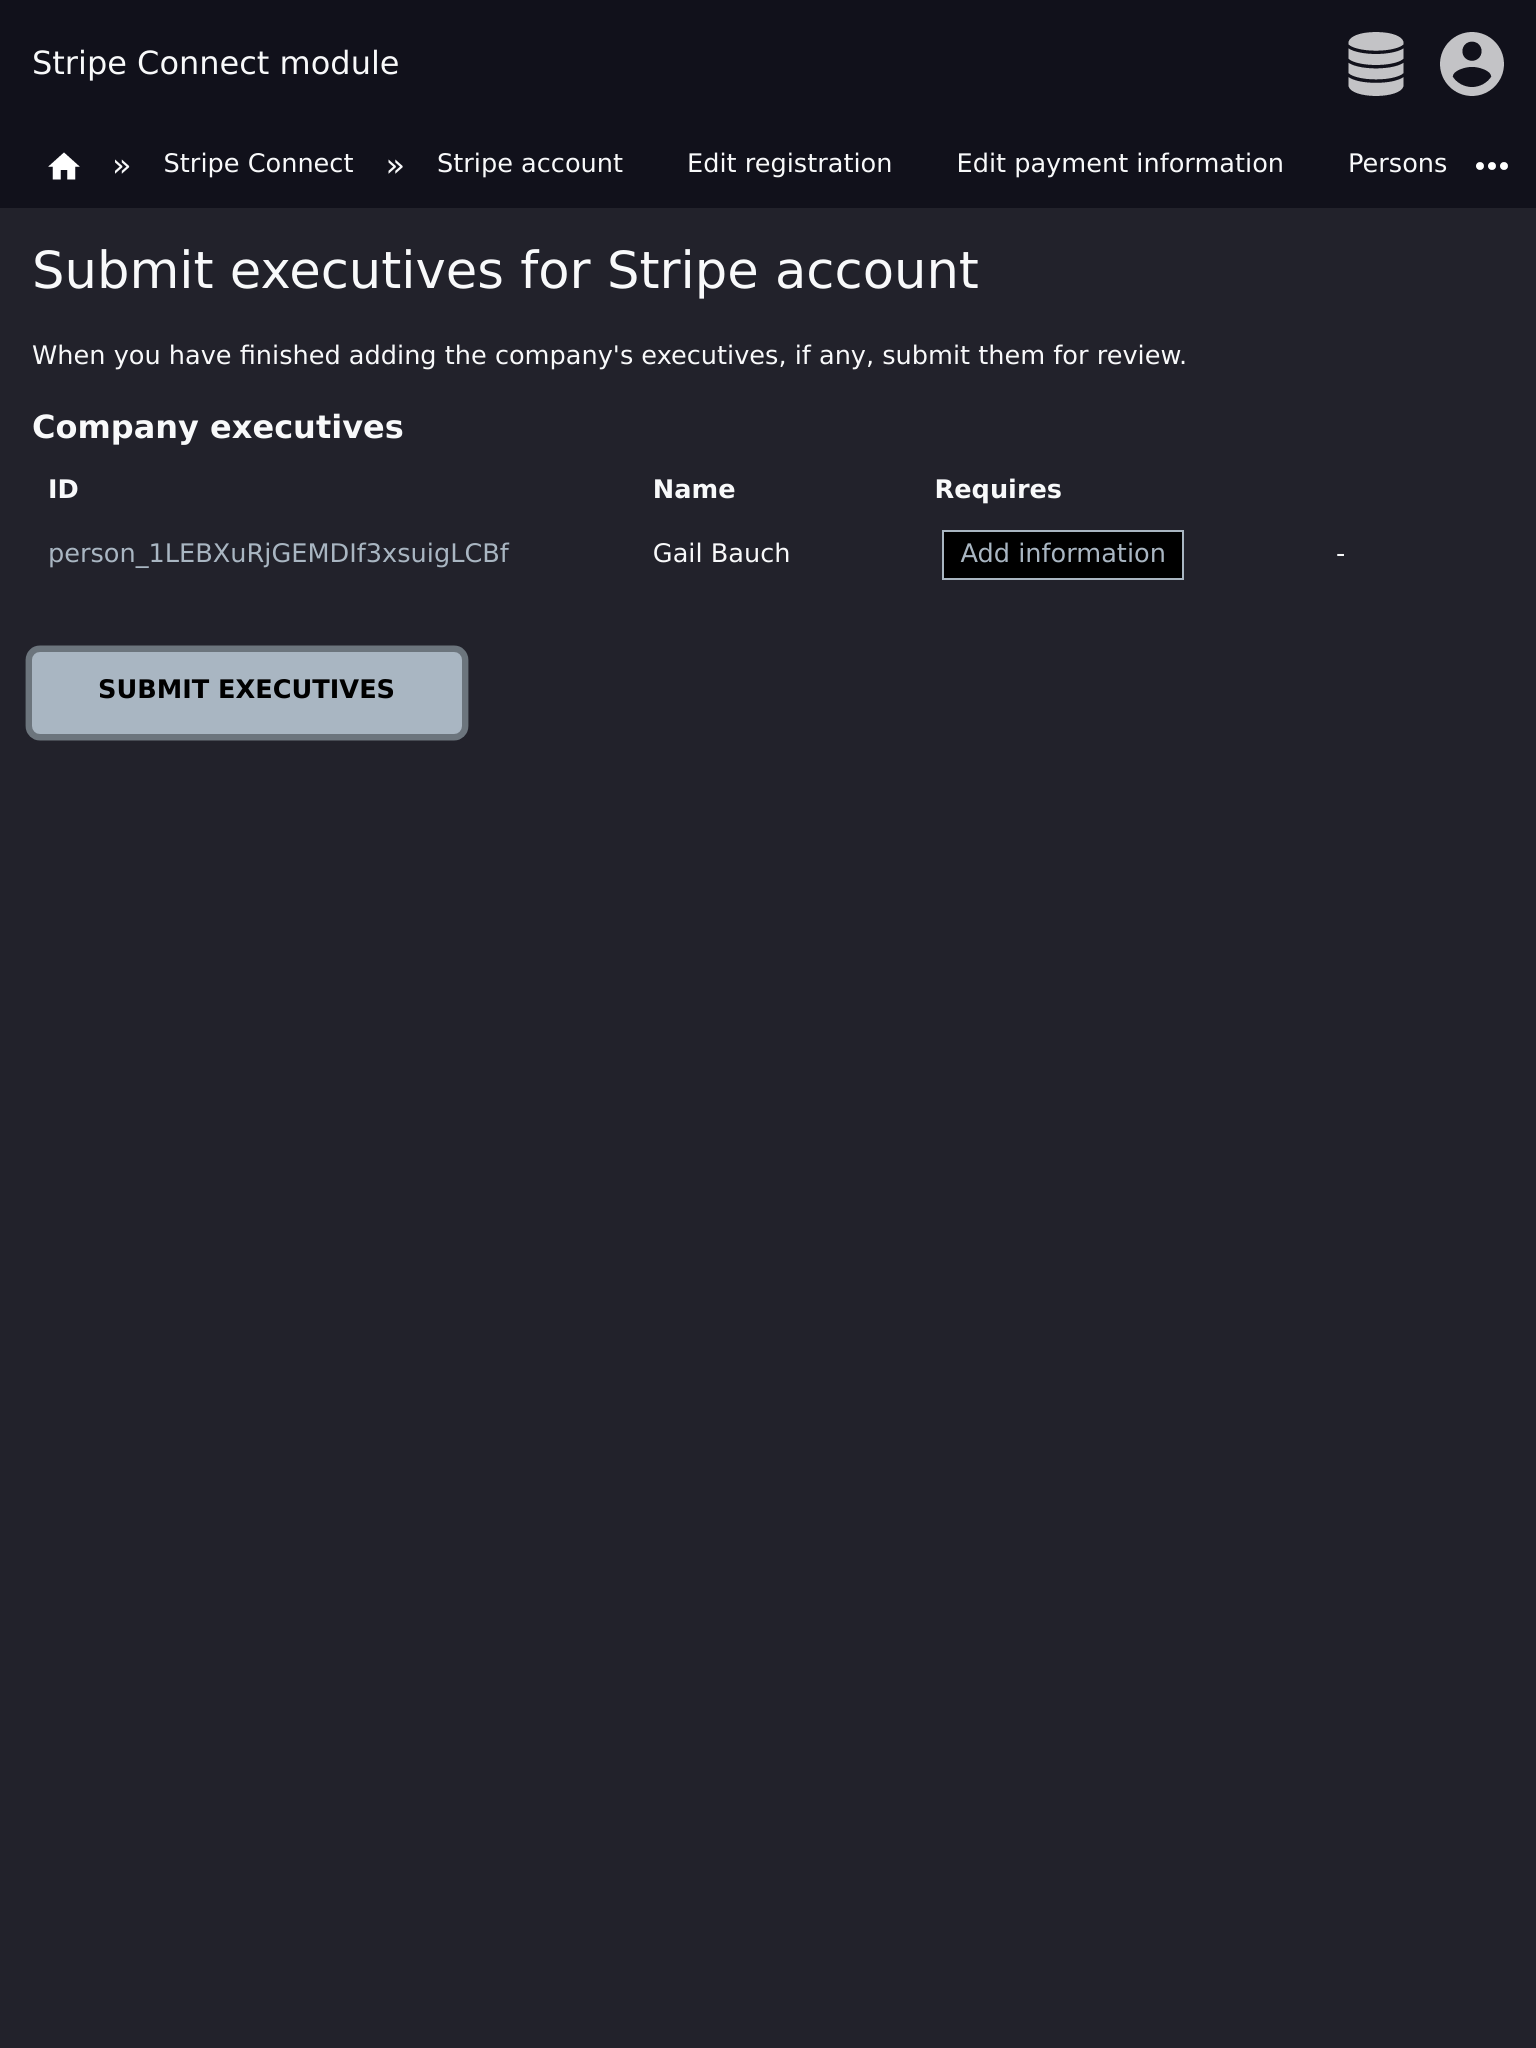 Stripe Connect module
» Stripe Connect » Stripe account Edit registration Edit payment information Persons
Submit executives for Stripe account
When you have finished adding the company's executives, if any, submit them for review.
Company executives
ID Name Requires
person_1LEBXuRjGEMDIf3xsuigLCBf Gail Bauch Add information -
SUBMIT EXECUTIVES